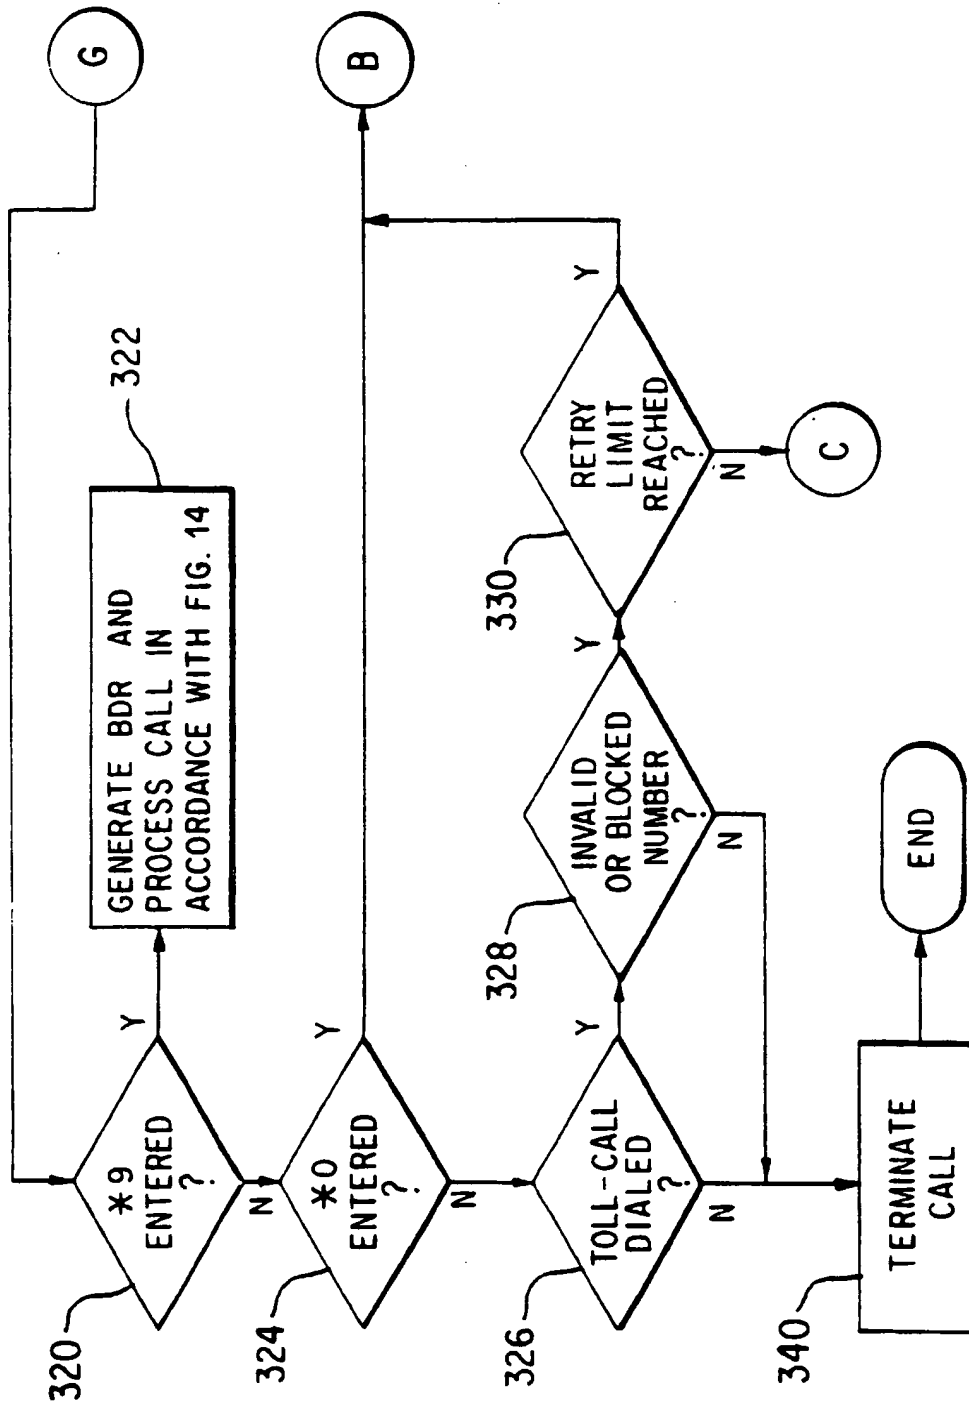 G
320
*9
ENTERED
?
Y
N
GENERATE BDR AND
PROCESS CALL IN
ACCORDANCE WITH FIG. 14
322
324
*0
ENTERED
?
Y
N
B
326
TOLL-CALL
DIALED
?
Y
N
328
INVALID
OR BLOCKED
NUMBER
?
Y
N
330
RETRY
LIMIT
REACHED
?
Y
N
C
340
TERMINATE
CALL
END